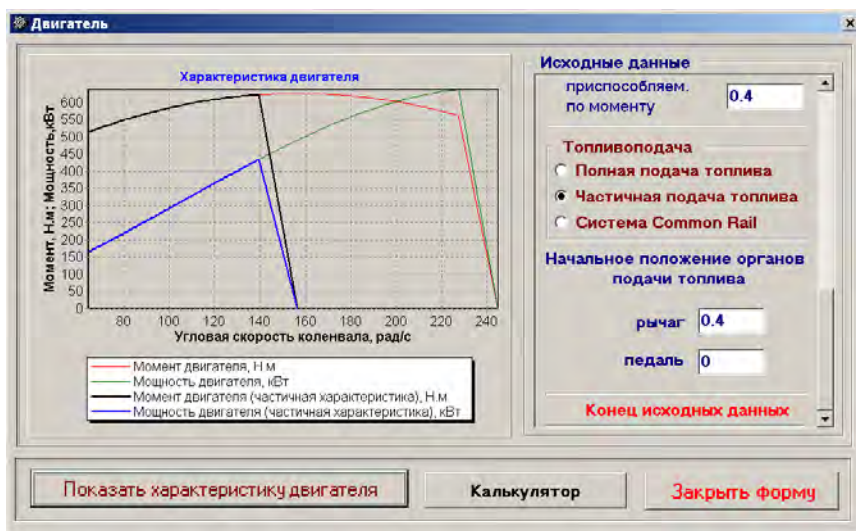 Двигатель
Характеристика двигателя
Момент, Н.м; Мощность,кВт
600
550
500
450
400
350
300
250
200
150
100
50
0
80 100 120 140 160 180 200 220 240
Угловая скорость коленвала, рад/с
Момент двигателя, Н м
Мощность двигателя, кВт
Момент двигателя (частичная характеристика), Н.м
Мощность двигателя (частичная характеристика), кВт
Исходные данные
приспособляем.
по моменту
0.4
Топливоподача
Полная подача топлива
Частичная подача топлива
Система Common Rail
Начальное положение органов
подачи топлива
рычаг 0.4
педаль 0
Конец исходных данных
Показать характеристику двигателя
Калькулятор
Закрыть форму